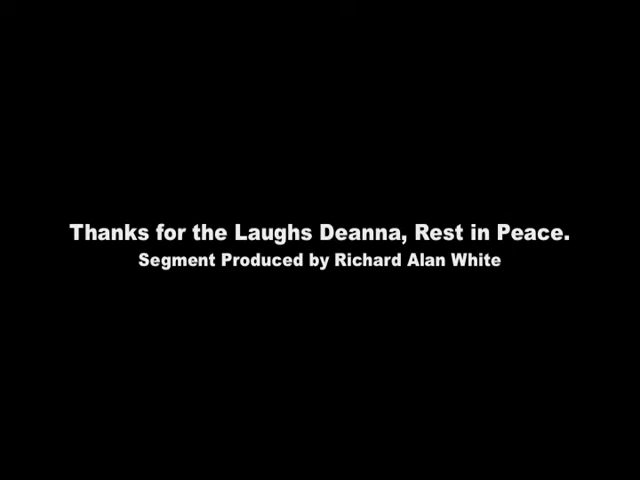 Thanks for the Laughs Deanna, Rest in Peace.
Segment Produced by Richard Alan White